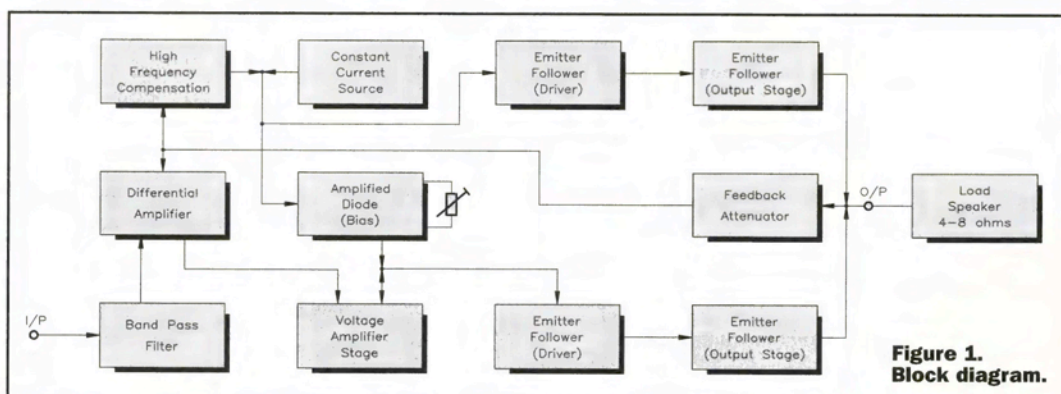 High
Frequency
Compensation
Constant
Current
Source
Emitter
Follower
(Driver)
Emitter
Follower
(Output Stage)
Differential
Amplifier
Amplified
Diode
(Bias)
Feedback
Attenuator
O/P
Load
Speaker
4-8 ohms
I/P
Band Pass
Filter
Voltage
Amplifier
Stage
Emitter
Follower
(Driver)
Emitter
Follower
(Output Stage)
Figure 1.
Block diagram.